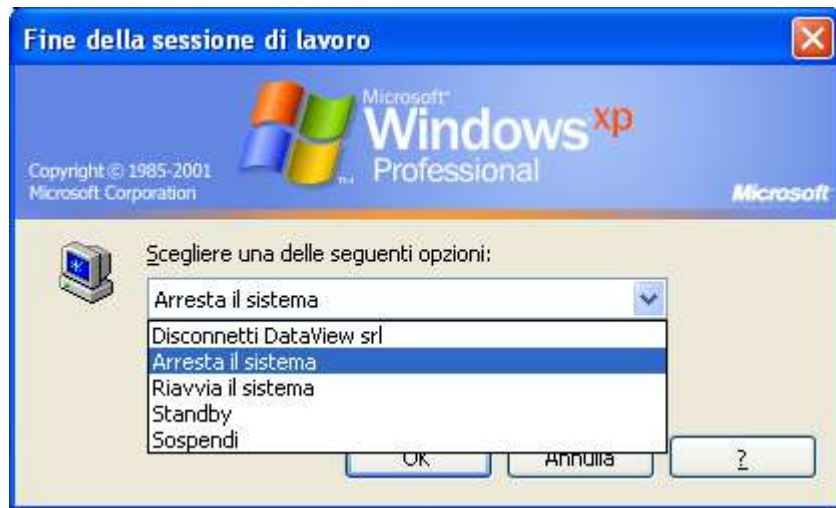 Fine della sessione di lavoro
Microsoft®
Windows xp
Professional
Copyright © 1985-2001
Microsoft Corporation
Microsoft
Scegliere una delle seguenti opzioni:
Arresta il sistema
Disconnetti DataView srl
Arresta il sistema
Riavvia il sistema
Standby
Sospendi
OK Annulla ?